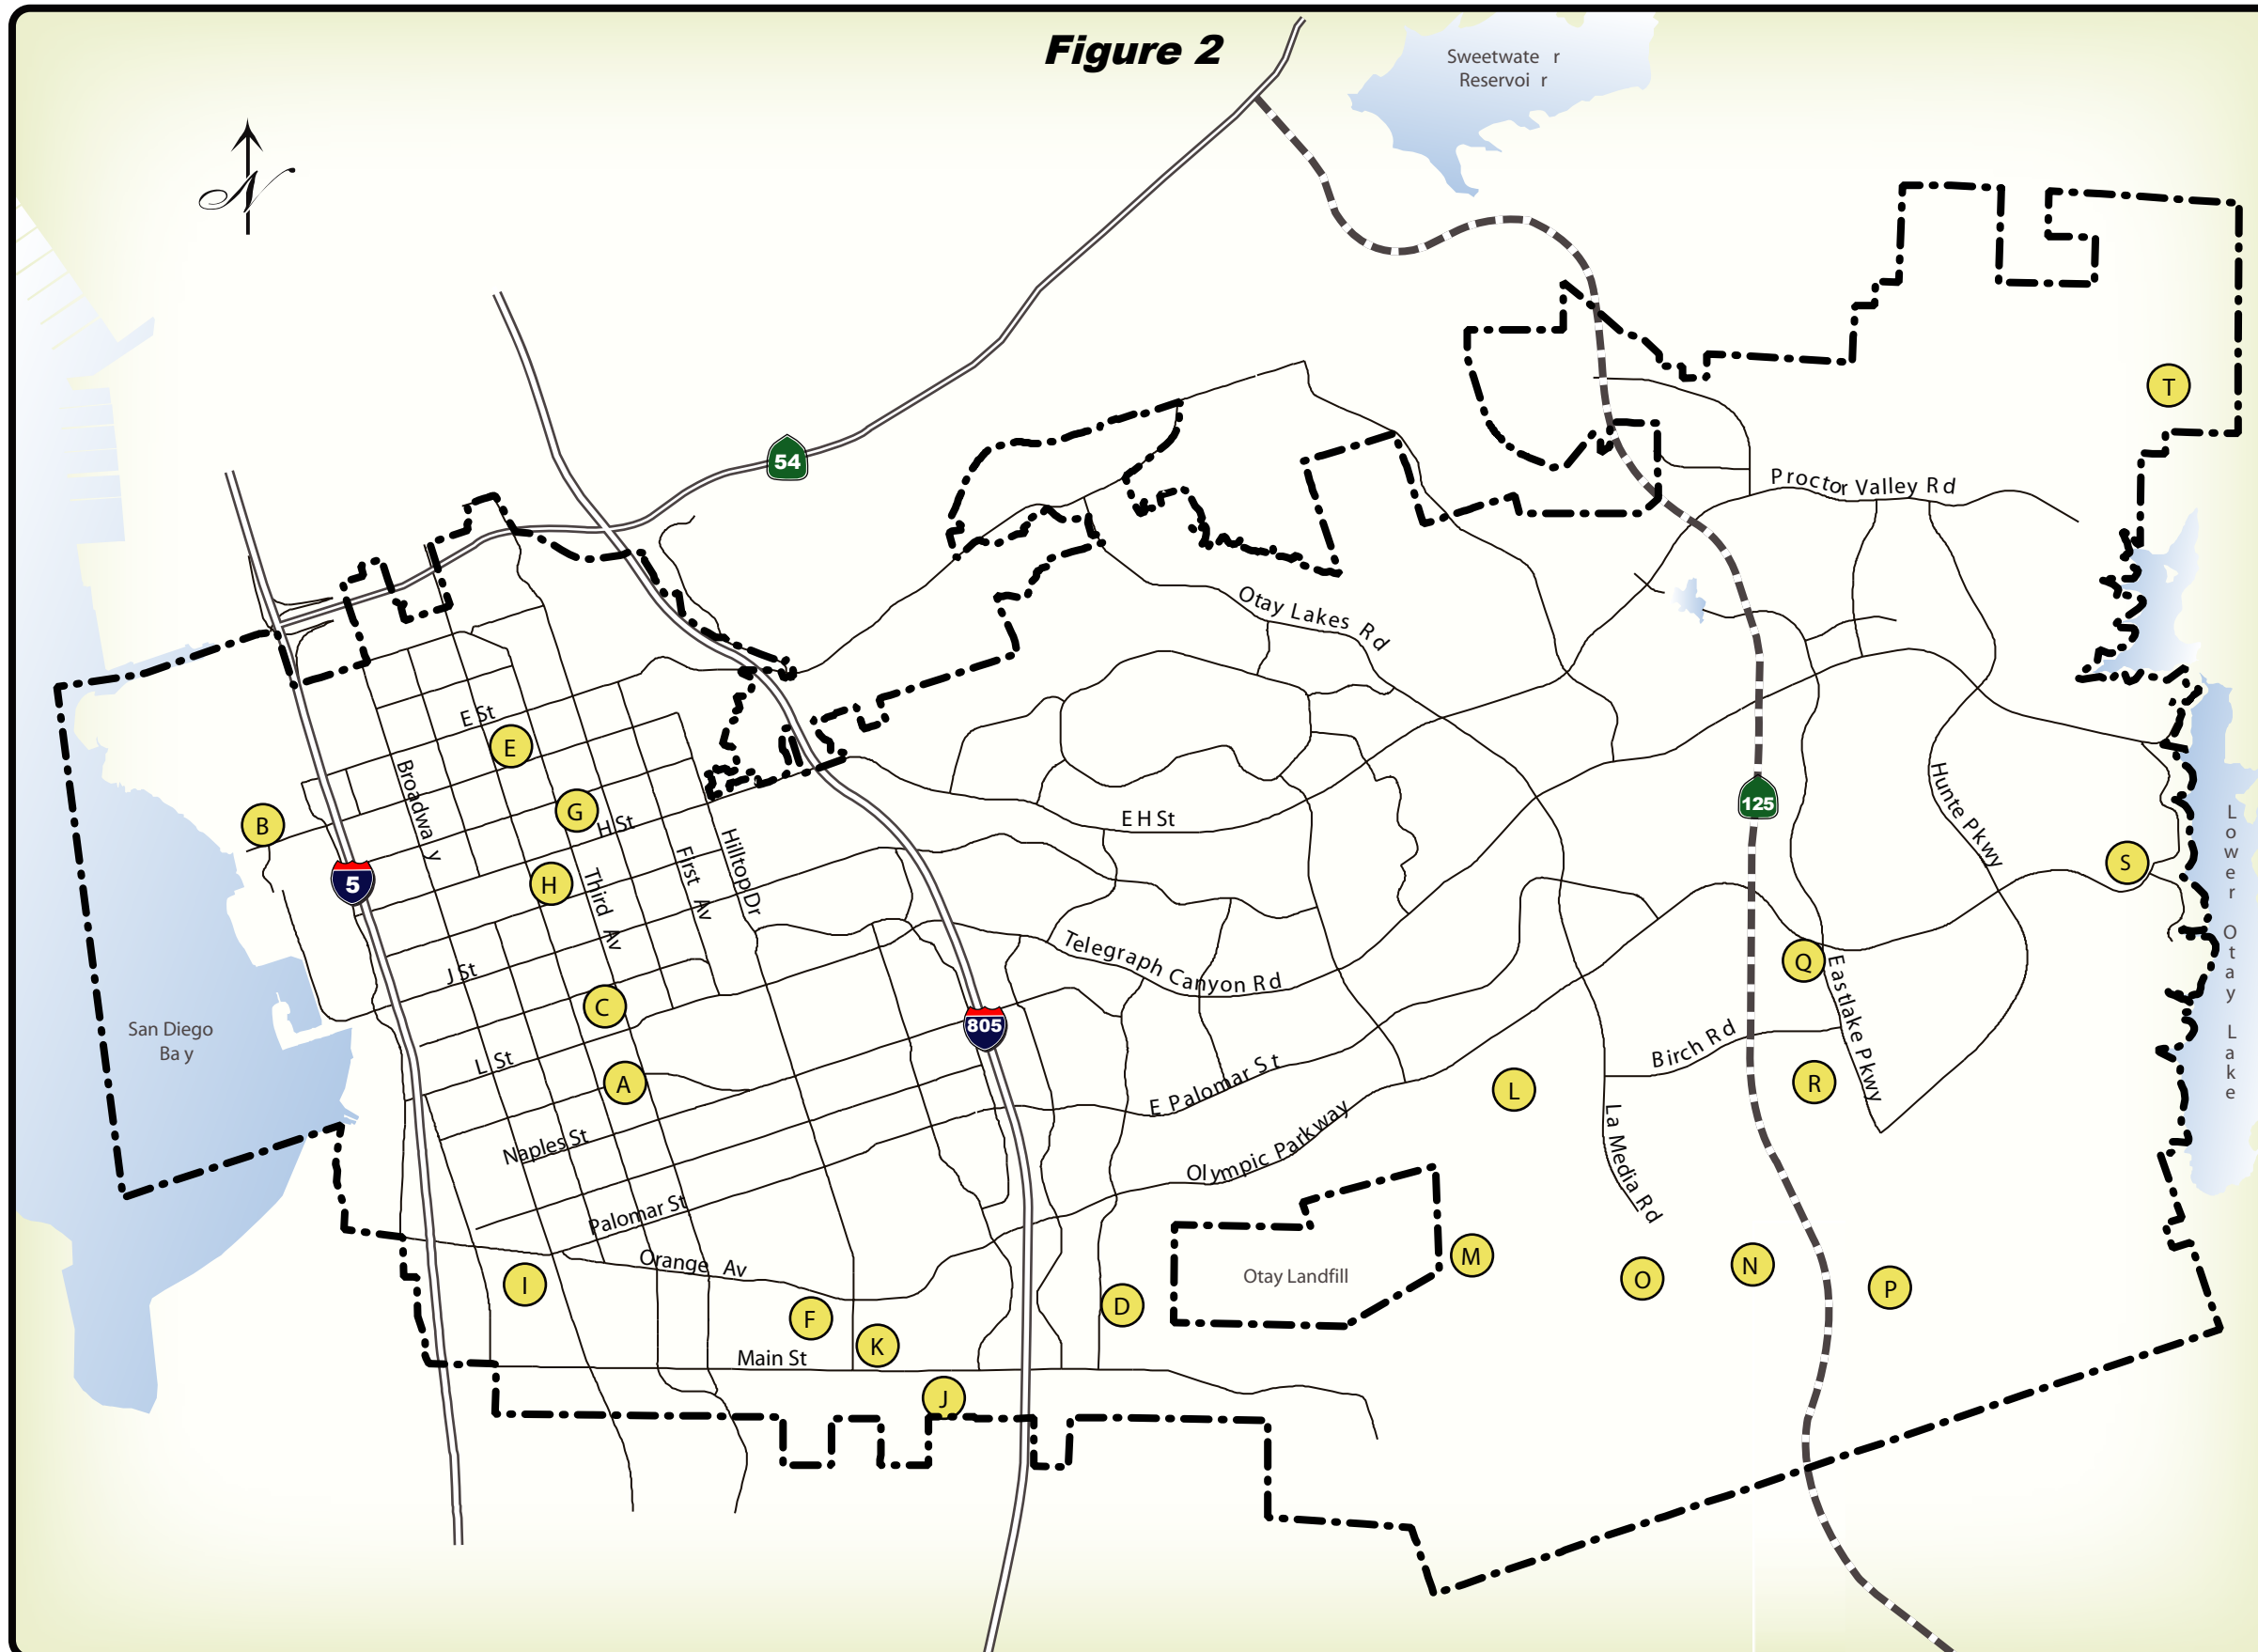 Figure 2
Sweetwate r
Reservoi r
N
54
T
Proctor Valley Rd
Otay Lakes Rd
E St
E
Broadwa y
B
G
H St
E H St
125
Hunte Pkwy
Lower Otay Lake
5
H
Third Av
First Av
Hilltop Dr
S
J St
C
Telegraph Canyon Rd
Q
Eastlake Pkwy
San Diego
Ba y
805
L St
A
Birch Rd
L
R
E Palomar S t
Naples St
Olympic Parkway
La Media Rd
Palomar St
Orange Av
I
Otay Landfill
M
O
N
P
F
D
K
Main St
J